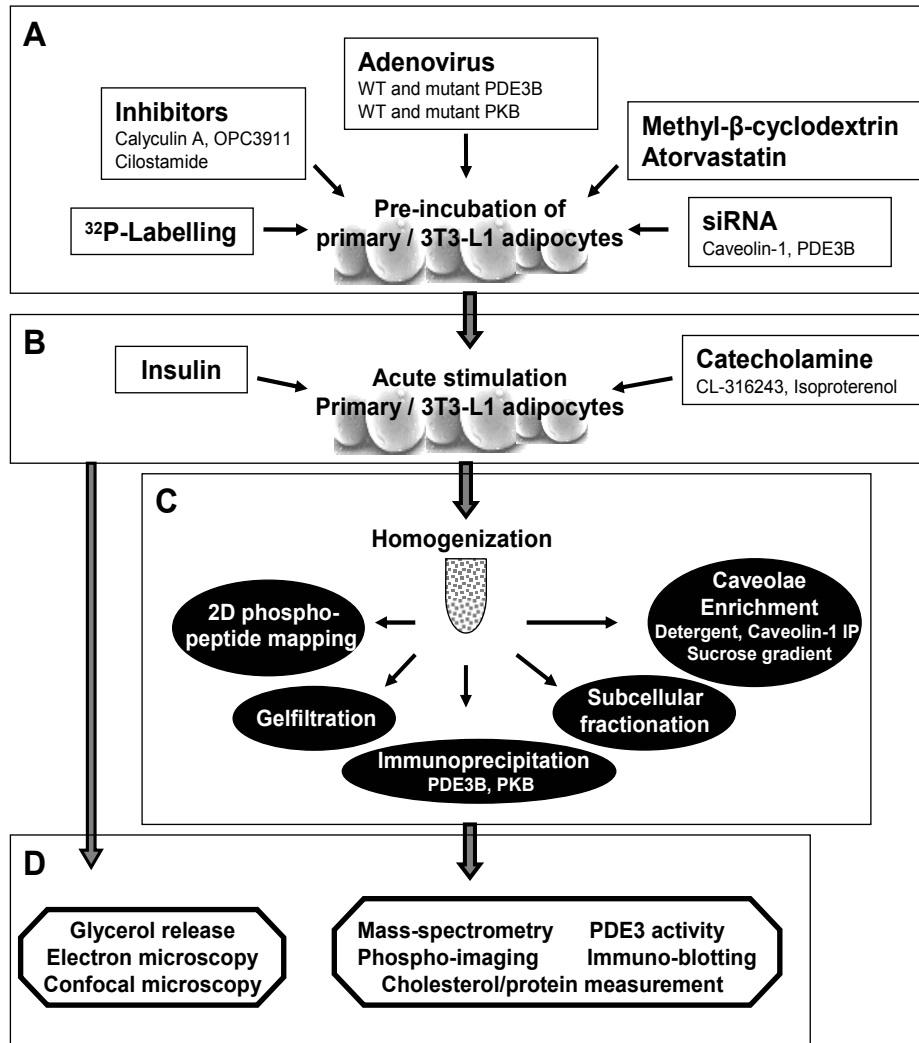 A
Adenovirus
WT and mutant PDE3B
WT and mutant PKB
Inhibitors
Calyculin A, OPC3911
Cilostamide
Methyl-β-cyclodextrin
Atorvastatin
³²P-Labelling
Pre-incubation of
primary / 3T3-L1 adipocytes
siRNA
Caveolin-1, PDE3B
B
Insulin
Acute stimulation
Primary / 3T3-L1 adipocytes
Catecholamine
CL-316243, Isoproterenol
C
Homogenization
2D phospho-
peptide mapping
Caveolae
Enrichment
Detergent, Caveolin-1 IP
Sucrose gradient
Gelfiltration
Subcellular
fractionation
Immunoprecipitation
PDE3B, PKB
D
Glycerol release
Electron microscopy
Confocal microscopy
Mass-spectrometry PDE3 activity
Phospho-imaging Immuno-blotting
Cholesterol/protein measurement